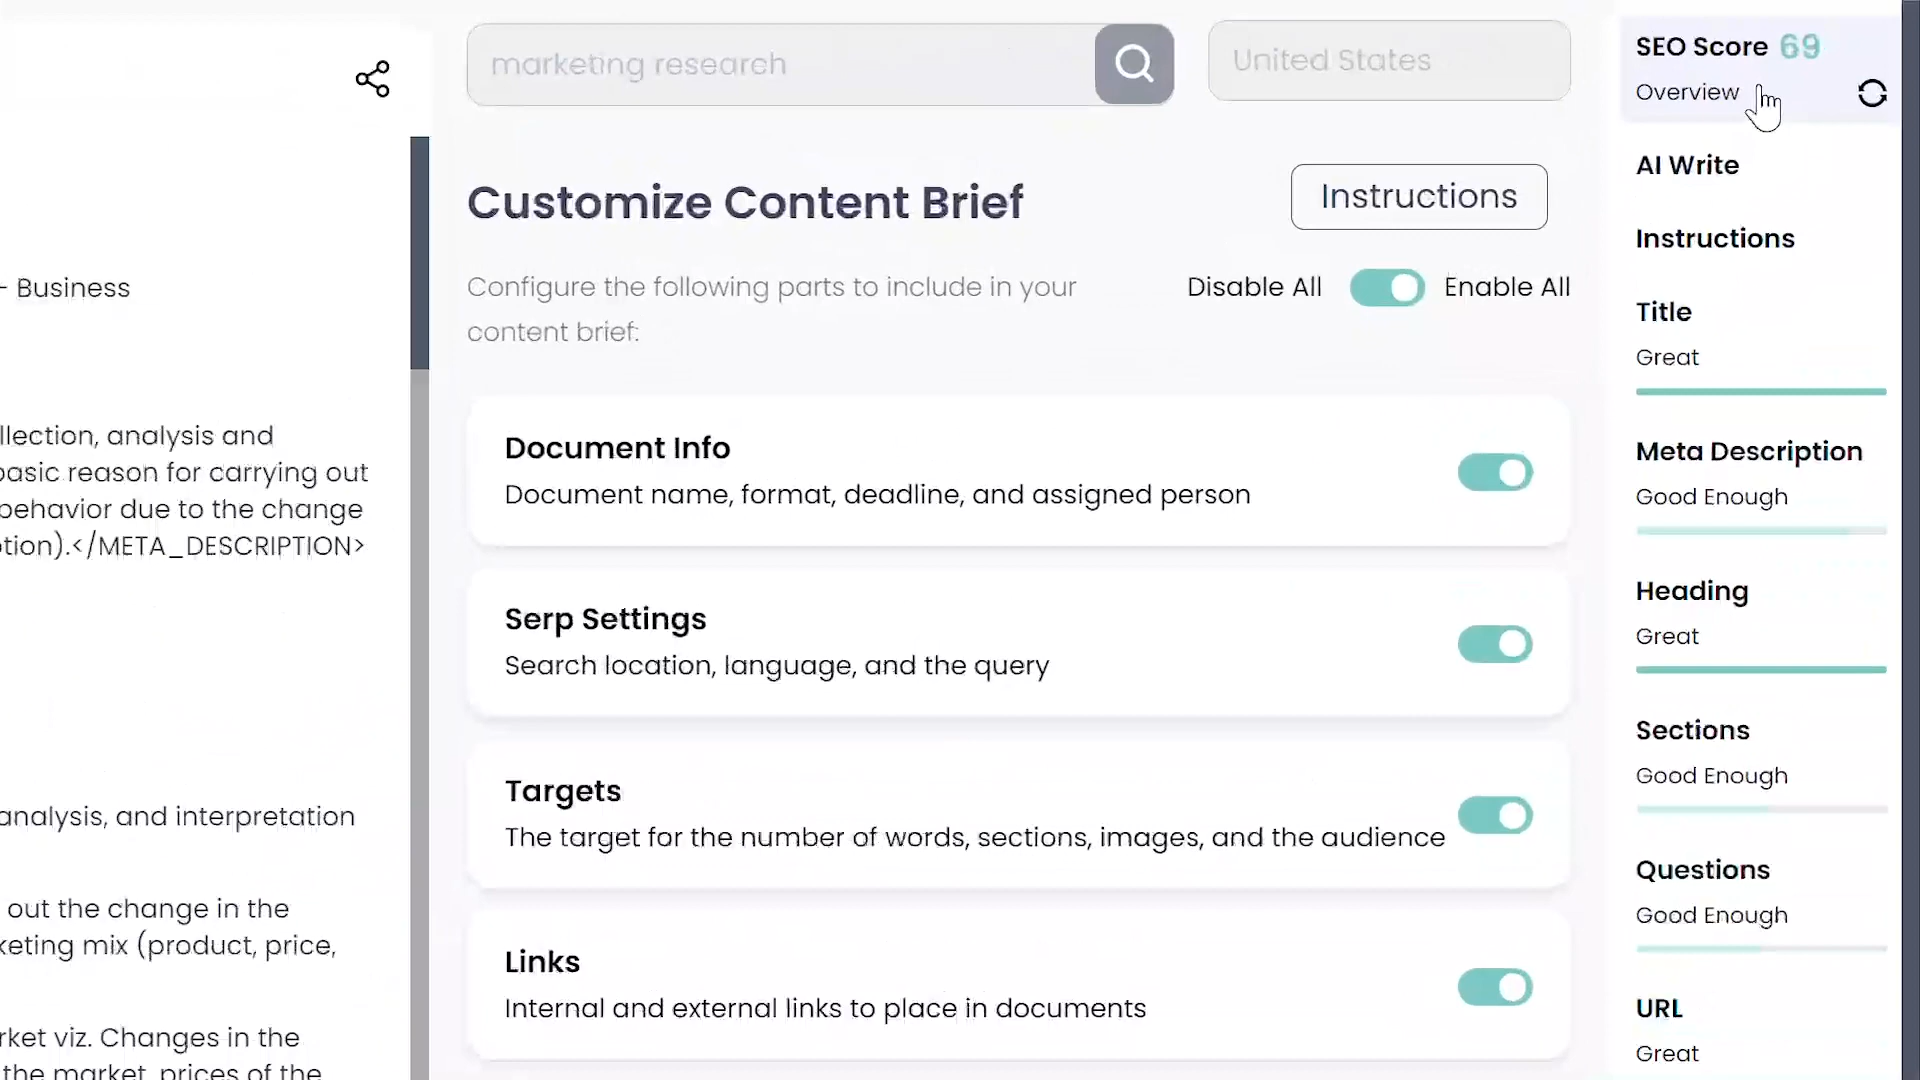 - Business
llection, analysis and
basic reason for carrying out
behavior due to the change
otion).</META_DESCRIPTION>
analysis, and interpretation
out the change in the
keting mix (product, price,
rket viz. Changes in the
the market, prices of the
marketing research
United States
Customize Content Brief
Instructions
Configure the following parts to include in your
content brief:
Disable All
Enable All
Document Info
Document name, format, deadline, and assigned person
Serp Settings
Search location, language, and the query
Targets
The target for the number of words, sections, images, and the audience
Links
Internal and external links to place in documents
SEO Score 69
Overview
AI Write
Instructions
Title
Great
Meta Description
Good Enough
Heading
Great
Sections
Good Enough
Questions
Good Enough
URL
Great